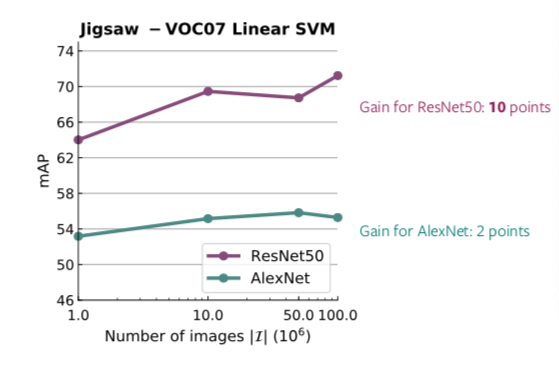 Jigsaw – VOC07 Linear SVM
74
70
66
62
58
54
50
46
mAP
1.0
10.0
50.0
100.0
Number of images |I| (10⁶)
ResNet50
AlexNet
Gain for ResNet50: 10 points
Gain for AlexNet: 2 points